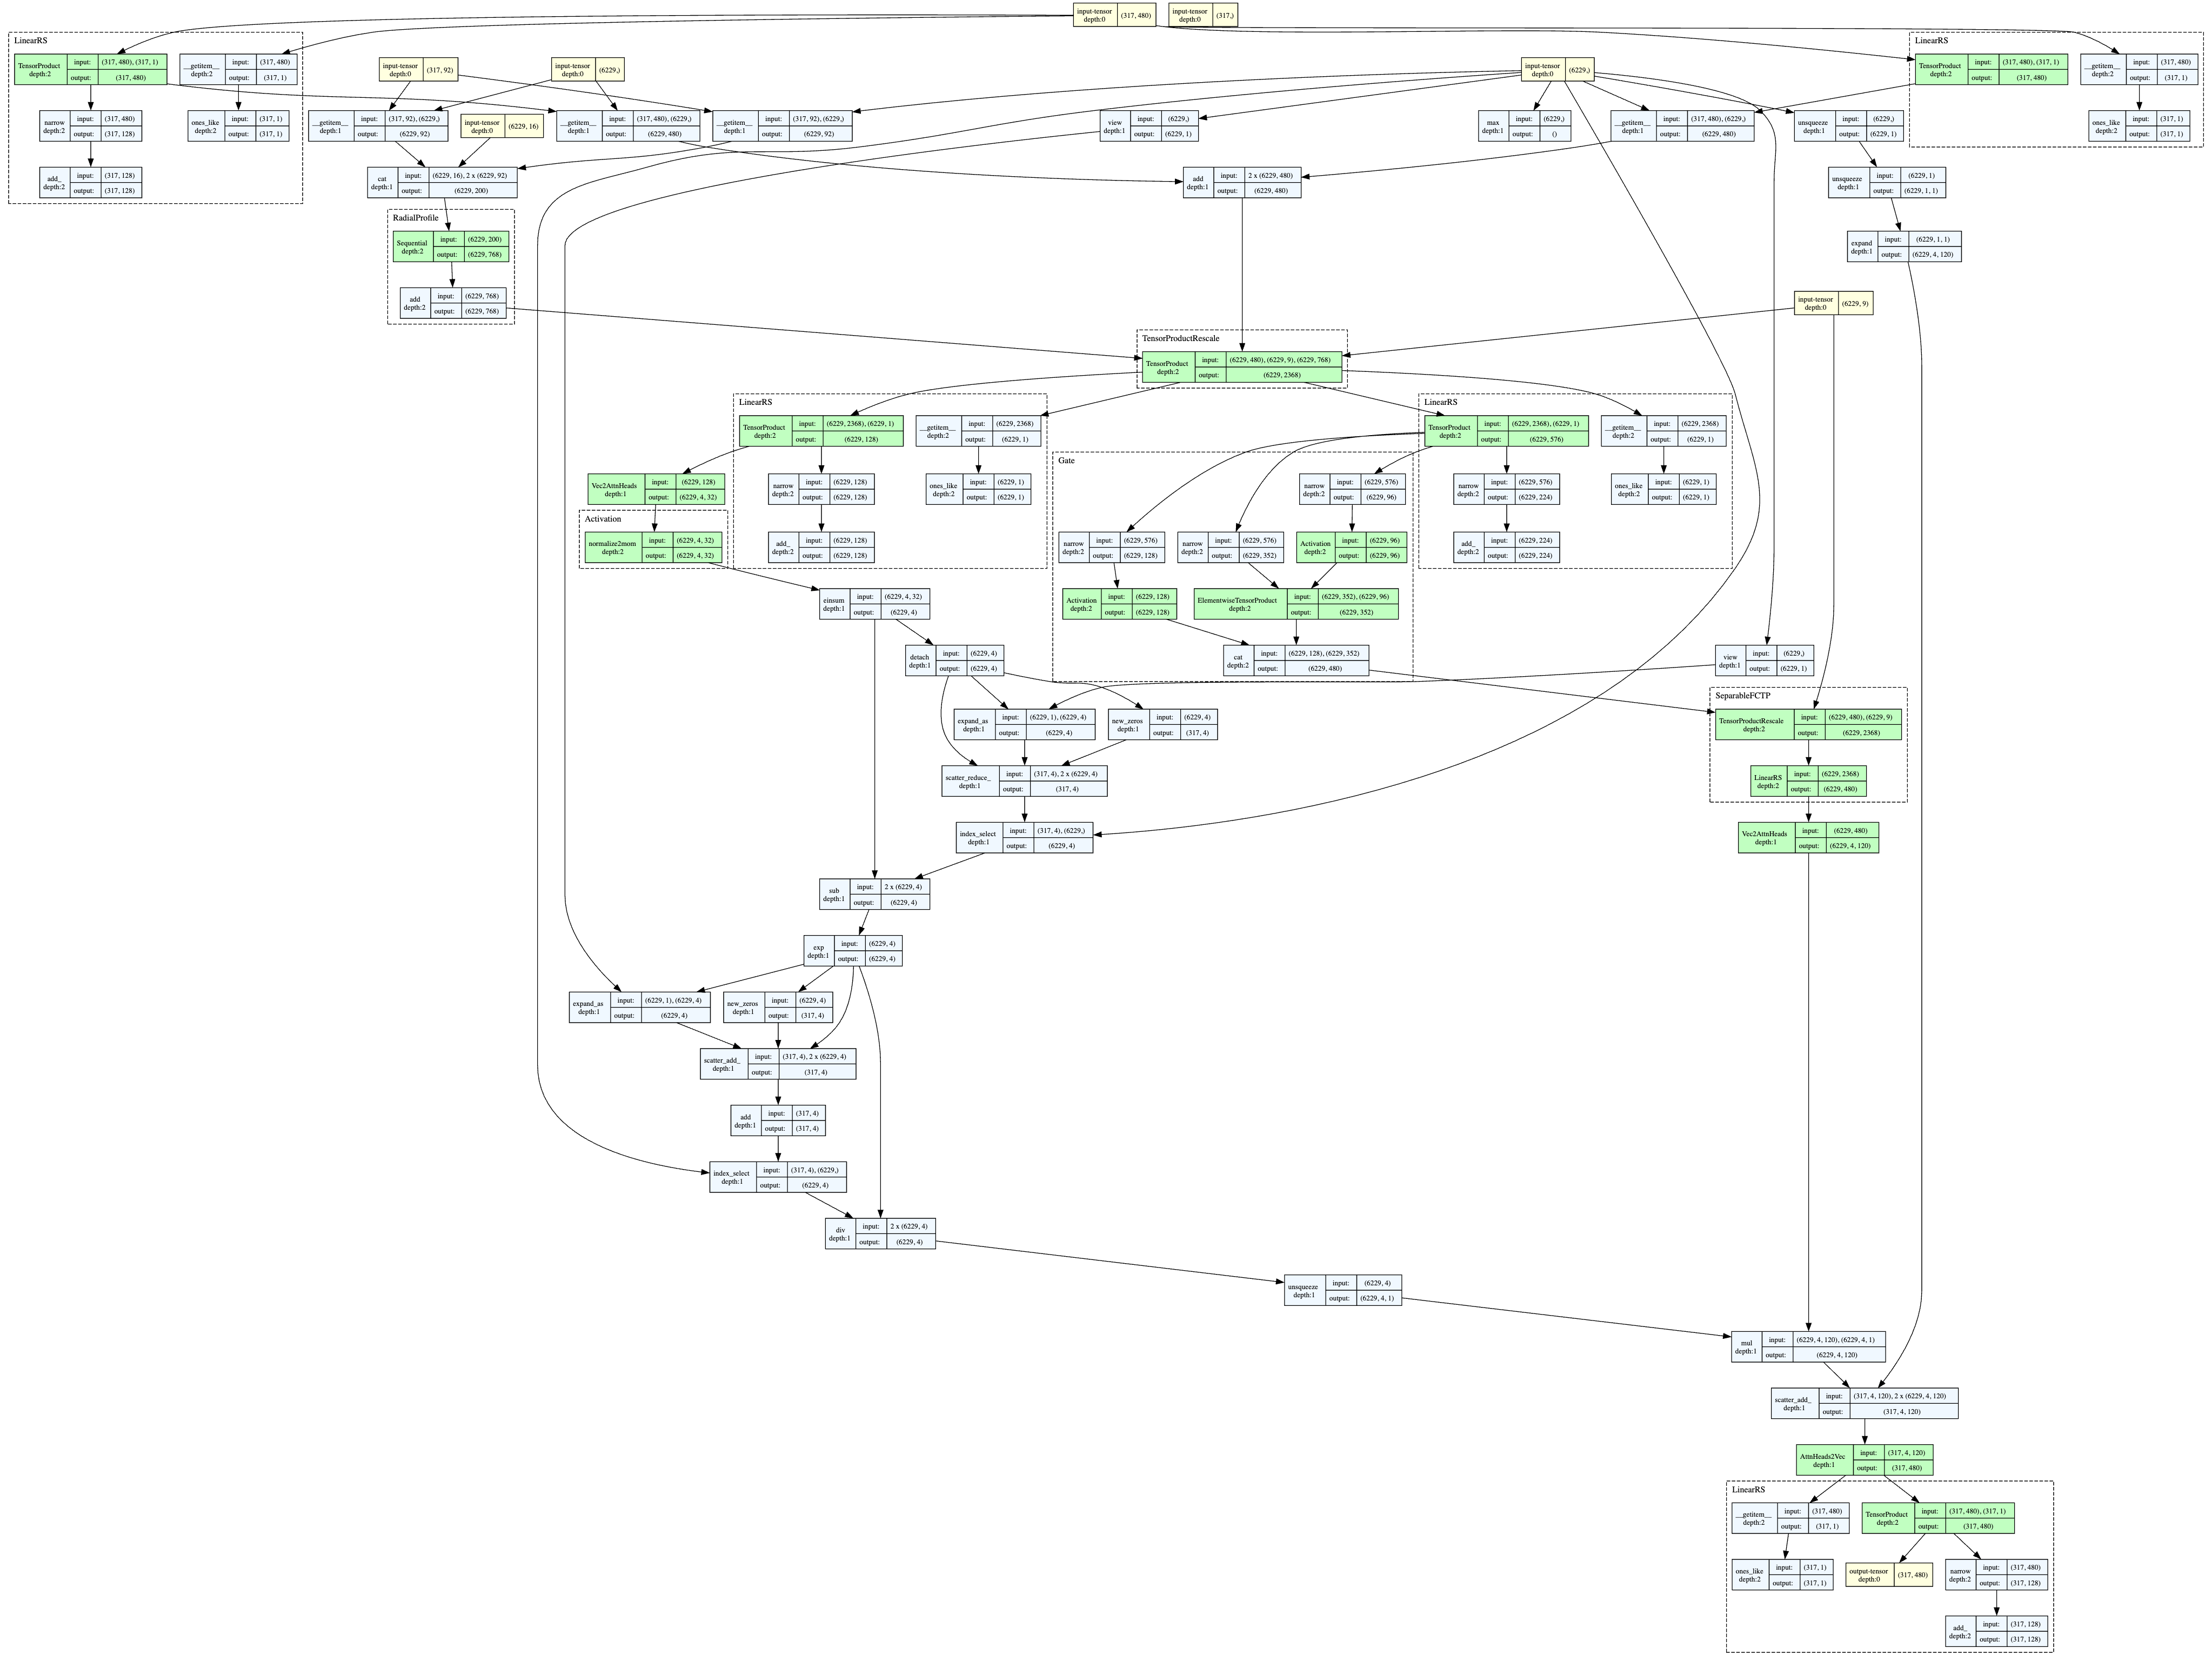 input-tensor depth:0 (317, 480)
input-tensor depth:0 (317,)
LinearRS
TensorProduct depth:2 input: (317, 480), (317, 1) output: (317, 480)
__getitem__ depth:2 input: (317, 480) output: (317, 1)
narrow depth:2 input: (317, 480) output: (317, 128)
ones_like depth:2 input: (317, 1) output: (317, 1)
add_ depth:2 input: (317, 128) output: (317, 128)
input-tensor depth:0 (317, 92)
input-tensor depth:0 (6229,)
input-tensor depth:0 (6229,)
LinearRS
TensorProduct depth:2 input: (317, 480), (317, 1) output: (317, 480)
__getitem__ depth:2 input: (317, 480) output: (317, 1)
ones_like depth:2 input: (317, 1) output: (317, 1)
__getitem__ depth:1 input: (317, 92), (6229,) output: (6229, 92)
input-tensor depth:0 (6229, 16)
__getitem__ depth:1 input: (317, 480), (6229,) output: (6229, 480)
__getitem__ depth:1 input: (317, 92), (6229,) output: (6229, 92)
view depth:1 input: (6229,) output: (6229, 1)
max depth:1 input: (6229,) output: ()
__getitem__ depth:1 input: (317, 480), (6229,) output: (6229, 480)
unsqueeze depth:1 input: (6229,) output: (6229, 1)
cat depth:1 input: (6229, 16), 2 x (6229, 92) output: (6229, 200)
add depth:1 input: 2 x (6229, 480) output: (6229, 480)
unsqueeze depth:1 input: (6229, 1) output: (6229, 1, 1)
RadialProfile
Sequential depth:2 input: (6229, 200) output: (6229, 768)
add depth:2 input: (6229, 768) output: (6229, 768)
expand depth:1 input: (6229, 1, 1) output: (6229, 4, 120)
input-tensor depth:0 (6229, 9)
TensorProductRescale
TensorProduct depth:2 input: (6229, 480), (6229, 9), (6229, 768) output: (6229, 2368)
LinearRS
TensorProduct depth:2 input: (6229, 2368), (6229, 1) output: (6229, 128)
__getitem__ depth:2 input: (6229, 2368) output: (6229, 1)
narrow depth:2 input: (6229, 128) output: (6229, 128)
ones_like depth:2 input: (6229, 1) output: (6229, 1)
add_ depth:2 input: (6229, 128) output: (6229, 128)
LinearRS
TensorProduct depth:2 input: (6229, 2368), (6229, 1) output: (6229, 576)
__getitem__ depth:2 input: (6229, 2368) output: (6229, 1)
narrow depth:2 input: (6229, 576) output: (6229, 224)
ones_like depth:2 input: (6229, 1) output: (6229, 1)
add_ depth:2 input: (6229, 224) output: (6229, 224)
Vec2AttnHeads depth:1 input: (6229, 128) output: (6229, 4, 32)
Activation
normalize2mom depth:2 input: (6229, 4, 32) output: (6229, 4, 32)
Gate
narrow depth:2 input: (6229, 576) output: (6229, 96)
narrow depth:2 input: (6229, 576) output: (6229, 128)
narrow depth:2 input: (6229, 576) output: (6229, 352)
Activation depth:2 input: (6229, 96) output: (6229, 96)
Activation depth:2 input: (6229, 128) output: (6229, 128)
ElementwiseTensorProduct depth:2 input: (6229, 352), (6229, 96) output: (6229, 352)
cat depth:2 input: (6229, 128), (6229, 352) output: (6229, 480)
einsum depth:1 input: (6229, 4, 32) output: (6229, 4)
detach depth:1 input: (6229, 4) output: (6229, 4)
view depth:1 input: (6229,) output: (6229, 1)
expand_as depth:1 input: (6229, 1), (6229, 4) output: (6229, 4)
new_zeros depth:1 input: (6229, 4) output: (317, 4)
SeparableFCTP
TensorProductRescale depth:2 input: (6229, 480), (6229, 9) output: (6229, 2368)
LinearRS depth:2 input: (6229, 2368) output: (6229, 480)
scatter_reduce_ depth:1 input: (317, 4), 2 x (6229, 4) output: (317, 4)
index_select depth:1 input: (317, 4), (6229,) output: (6229, 4)
Vec2AttnHeads depth:1 input: (6229, 480) output: (6229, 4, 120)
sub depth:1 input: 2 x (6229, 4) output: (6229, 4)
exp depth:1 input: (6229, 4) output: (6229, 4)
expand_as depth:1 input: (6229, 1), (6229, 4) output: (6229, 4)
new_zeros depth:1 input: (6229, 4) output: (317, 4)
scatter_add_ depth:1 input: (317, 4), 2 x (6229, 4) output: (317, 4)
add depth:1 input: (317, 4) output: (317, 4)
index_select depth:1 input: (317, 4), (6229,) output: (6229, 4)
div depth:1 input: 2 x (6229, 4) output: (6229, 4)
unsqueeze depth:1 input: (6229, 4) output: (6229, 4, 1)
mul depth:1 input: (6229, 4, 120), (6229, 4, 1) output: (6229, 4, 120)
scatter_add_ depth:1 input: (317, 4, 120), 2 x (6229, 4, 120) output: (317, 4, 120)
AttnHeads2Vec depth:1 input: (317, 4, 120) output: (317, 480)
LinearRS
__getitem__ depth:2 input: (317, 480) output: (317, 1)
TensorProduct depth:2 input: (317, 480), (317, 1) output: (317, 480)
ones_like depth:2 input: (317, 1) output: (317, 1)
output-tensor depth:0 (317, 480)
narrow depth:2 input: (317, 480) output: (317, 128)
add_ depth:2 input: (317, 128) output: (317, 128)